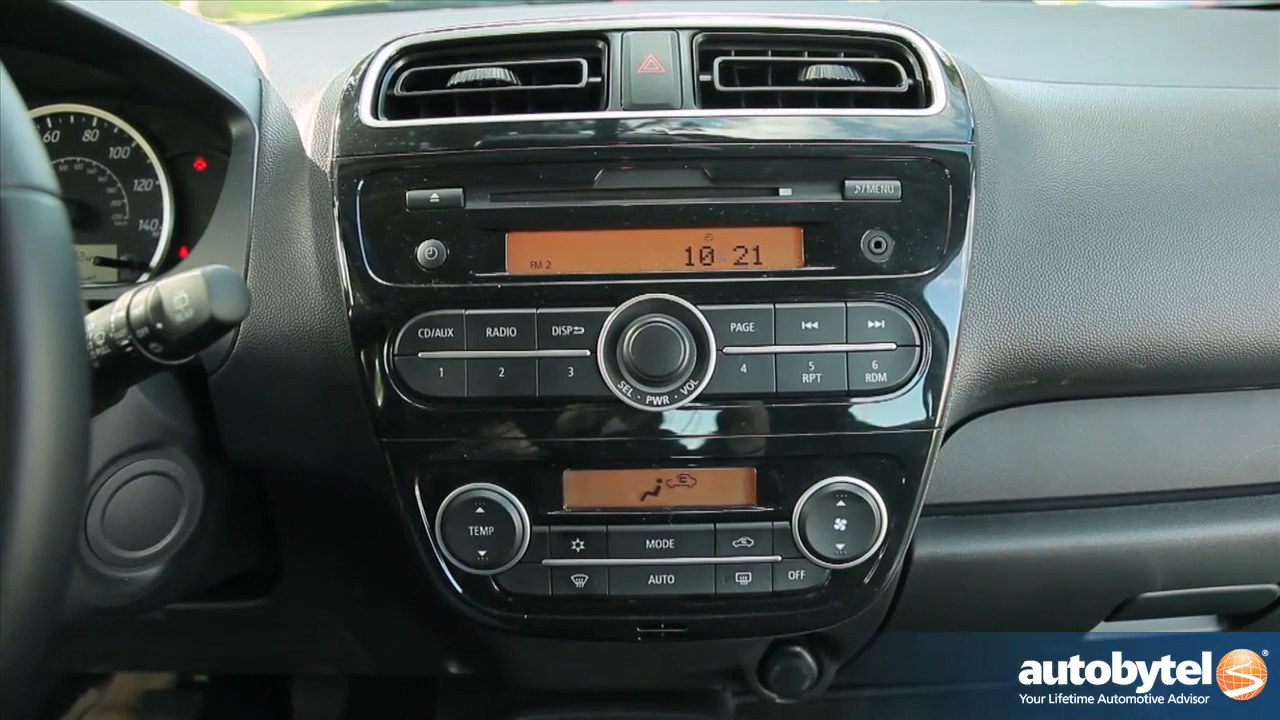 60 80 100 120 140
MENU
FM 2 10 21
CD/AUX RADIO DISP PAGE
1 2 3 4 5 RPT 6 RDM
SEL · PWR · VOL
TEMP MODE
AUTO OFF
autobytel®
Your Lifetime Automotive Advisor